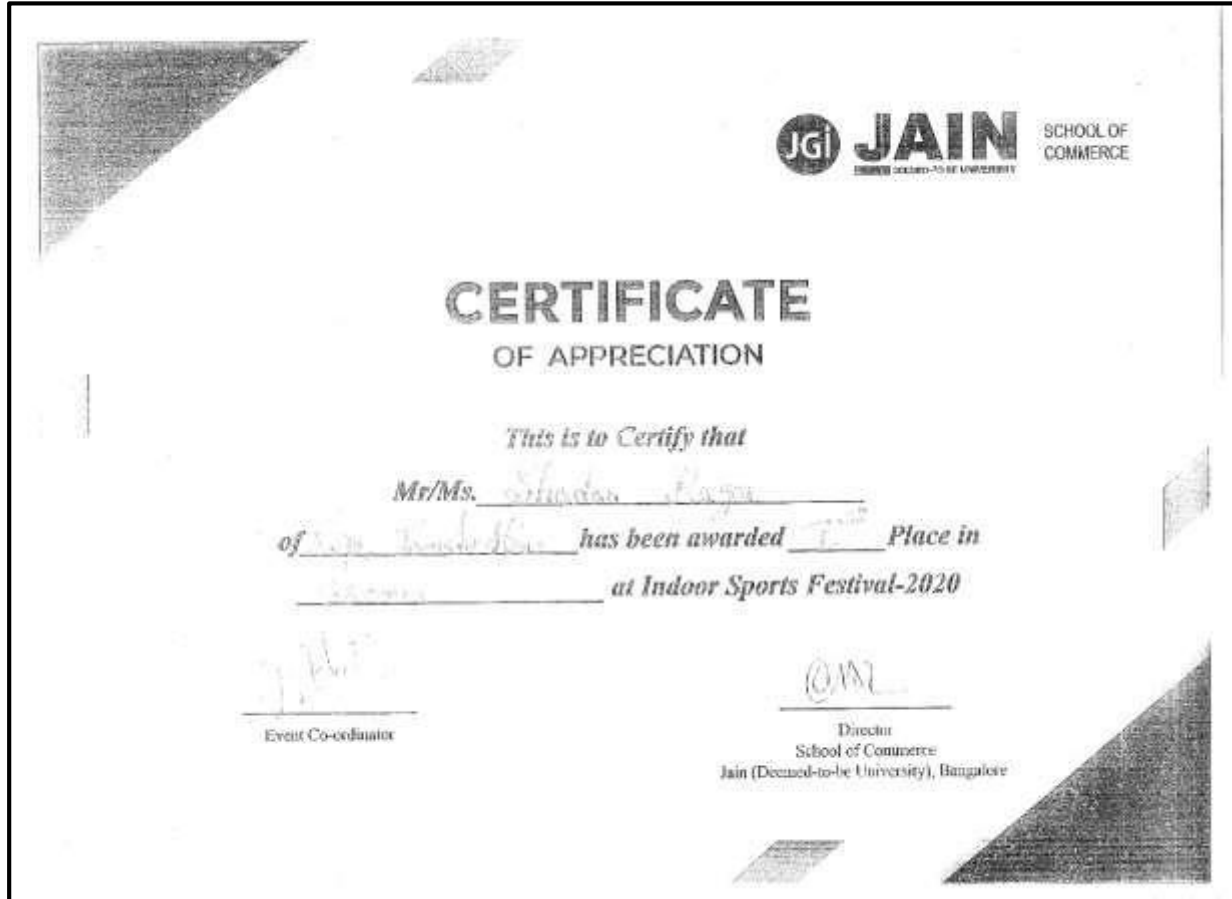 JGi JAIN SCHOOL OF COMMERCE
DEEMED-TO-BE UNIVERSITY
CERTIFICATE
OF APPRECIATION
This is to Certify that
Mr/Ms.
of has been awarded I Place in
at Indoor Sports Festival-2020
Event Co-ordinator
Director
School of Commerce
Jain (Deemed-to-be University), Bangalore